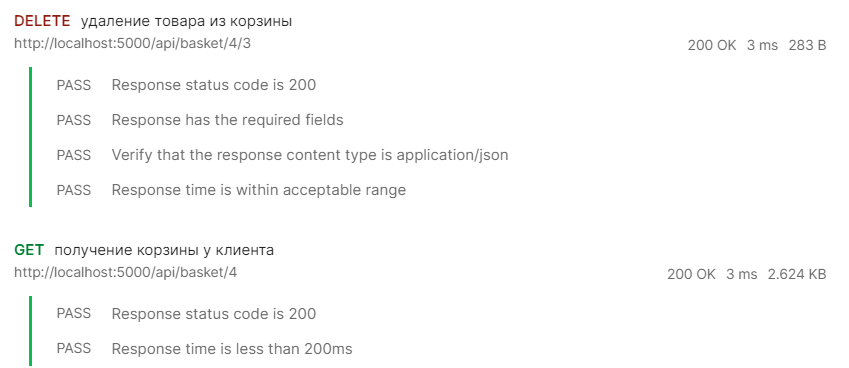 DELETE удаление товара из корзины
http://localhost:5000/api/basket/4/3 200 OK 3 ms 283 B
PASS Response status code is 200
PASS Response has the required fields
PASS Verify that the response content type is application/json
PASS Response time is within acceptable range
GET получение корзины у клиента
http://localhost:5000/api/basket/4 200 OK 3 ms 2.624 KB
PASS Response status code is 200
PASS Response time is less than 200ms